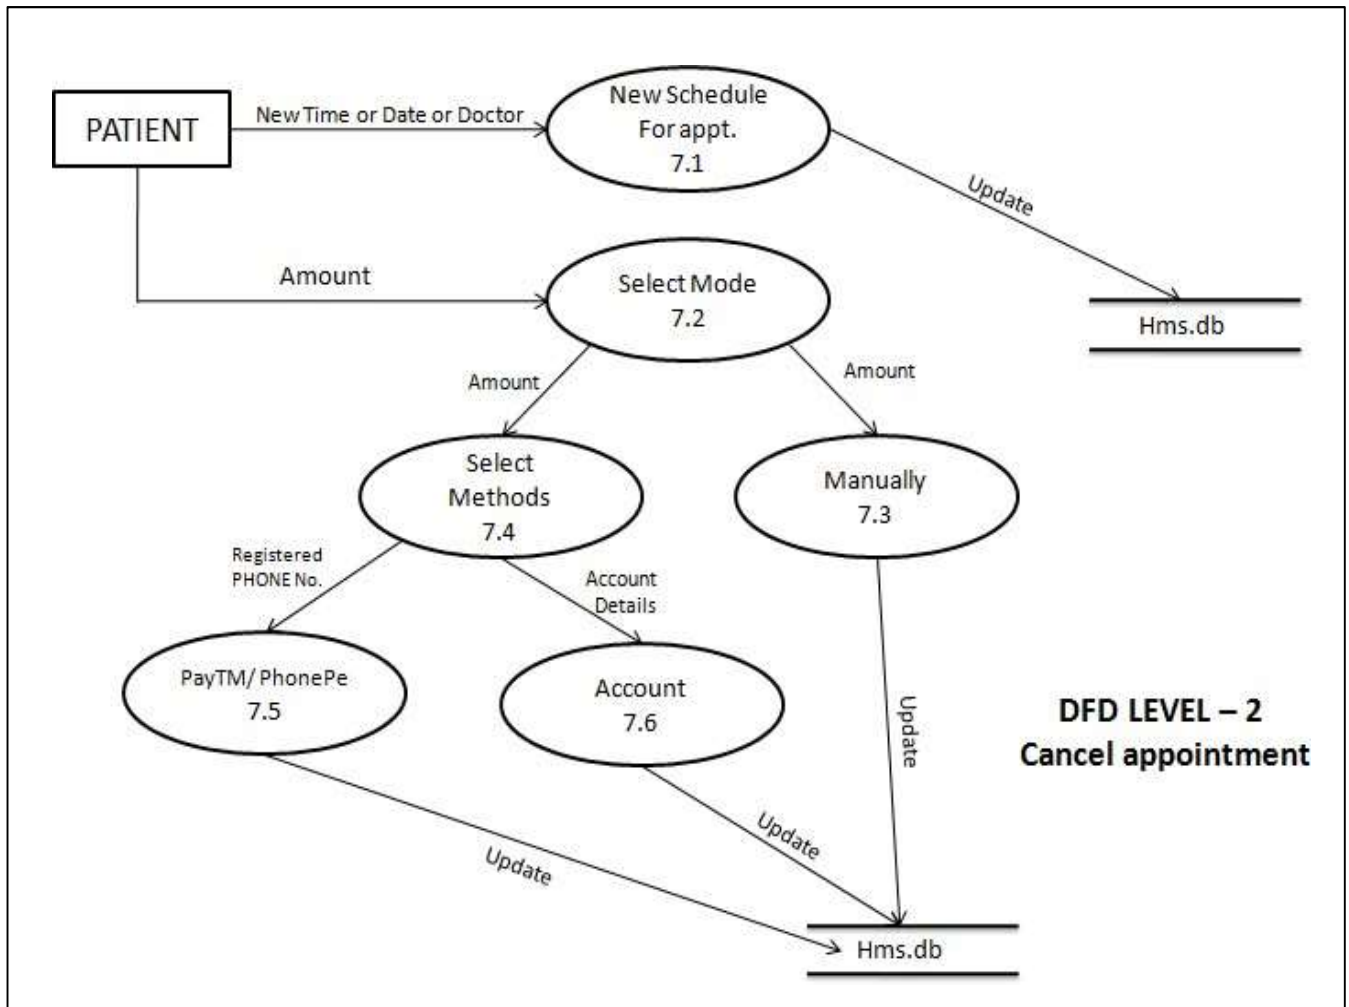 PATIENT
New Time or Date or Doctor
New Schedule
For appt.
7.1
Update
Amount
Select Mode
7.2
Hms.db
Amount
Amount
Select
Methods
7.4
Manually
7.3
Registered
PHONE No.
Account
Details
PayTM/ PhonePe
7.5
Account
7.6
Update
DFD LEVEL – 2
Cancel appointment
Update
Update
Hms.db